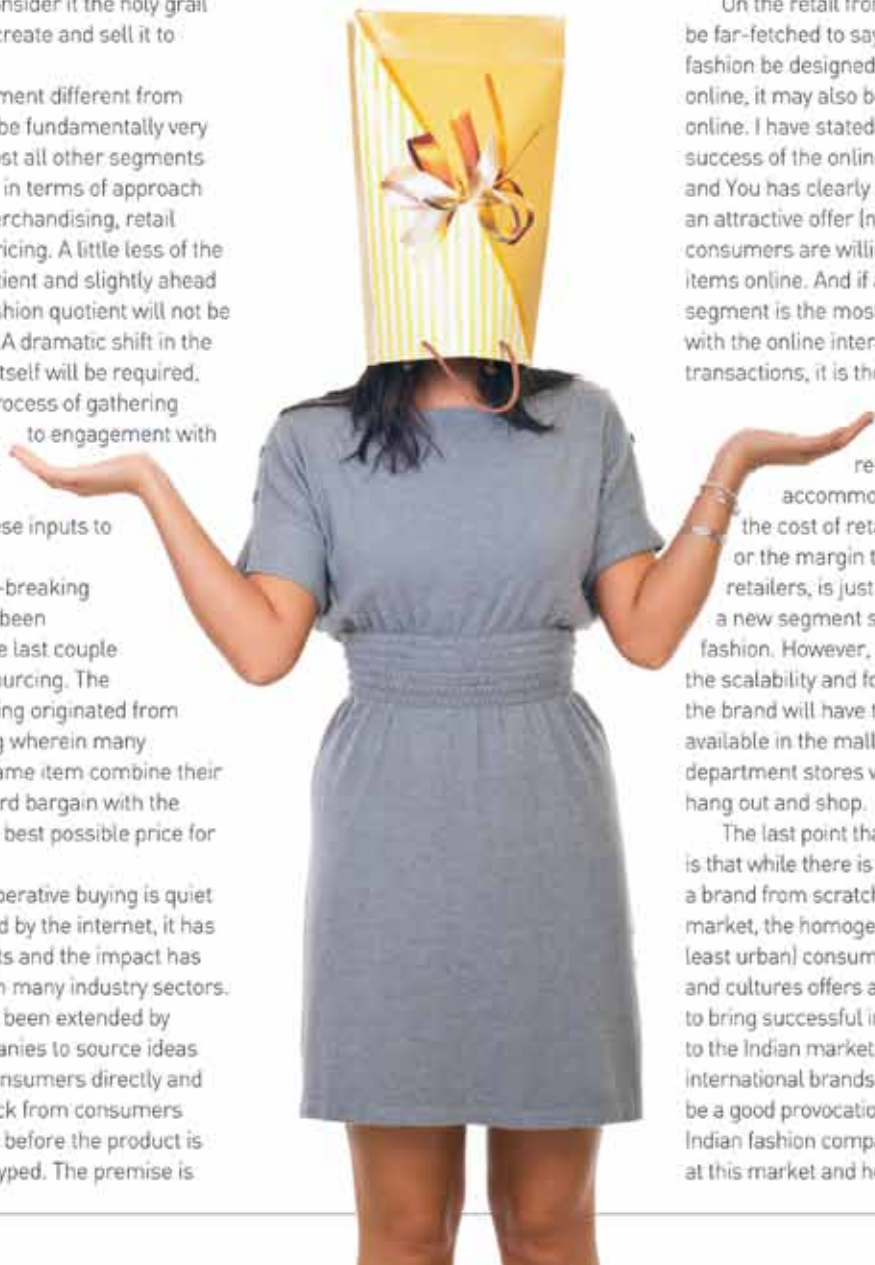 nsider it the holy grail
create and sell it to
ment different from
be fundamentally very
st all other segments
in terms of approach
erchandising, retail
icing. A little less of the
tient and slightly ahead
shion quotient will not be
A dramatic shift in the
tself will be required,
rocess of gathering
to engagement with
se inputs to
-breaking
been
e last couple
urcing. The
ing originated from
g wherein many
ame item combine their
rd bargain with the
best possible price for
perative buying is quiet
d by the internet, it has
ts and the impact has
n many industry sectors.
been extended by
anies to source ideas
nsumers directly and
ck from consumers
before the product is
yped. The premise is
On the retail fron
be far-fetched to say
fashion be designed
online, it may also b
online. I have stated
success of the onlin
and You has clearly
an attractive offer (n
consumers are willi
items online. And if a
segment is the mos
with the online inter
transactions, it is the
re
accommo
the cost of reta
or the margin t
retailers, is just
a new segment s
fashion. However,
the scalability and fo
the brand will have t
available in the mall
department stores w
hang out and shop.
The last point tha
is that while there is
a brand from scratch
market, the homoge
least urban) consum
and cultures offers a
to bring successful in
to the Indian market
international brands
be a good provocatio
Indian fashion compa
at this market and ho